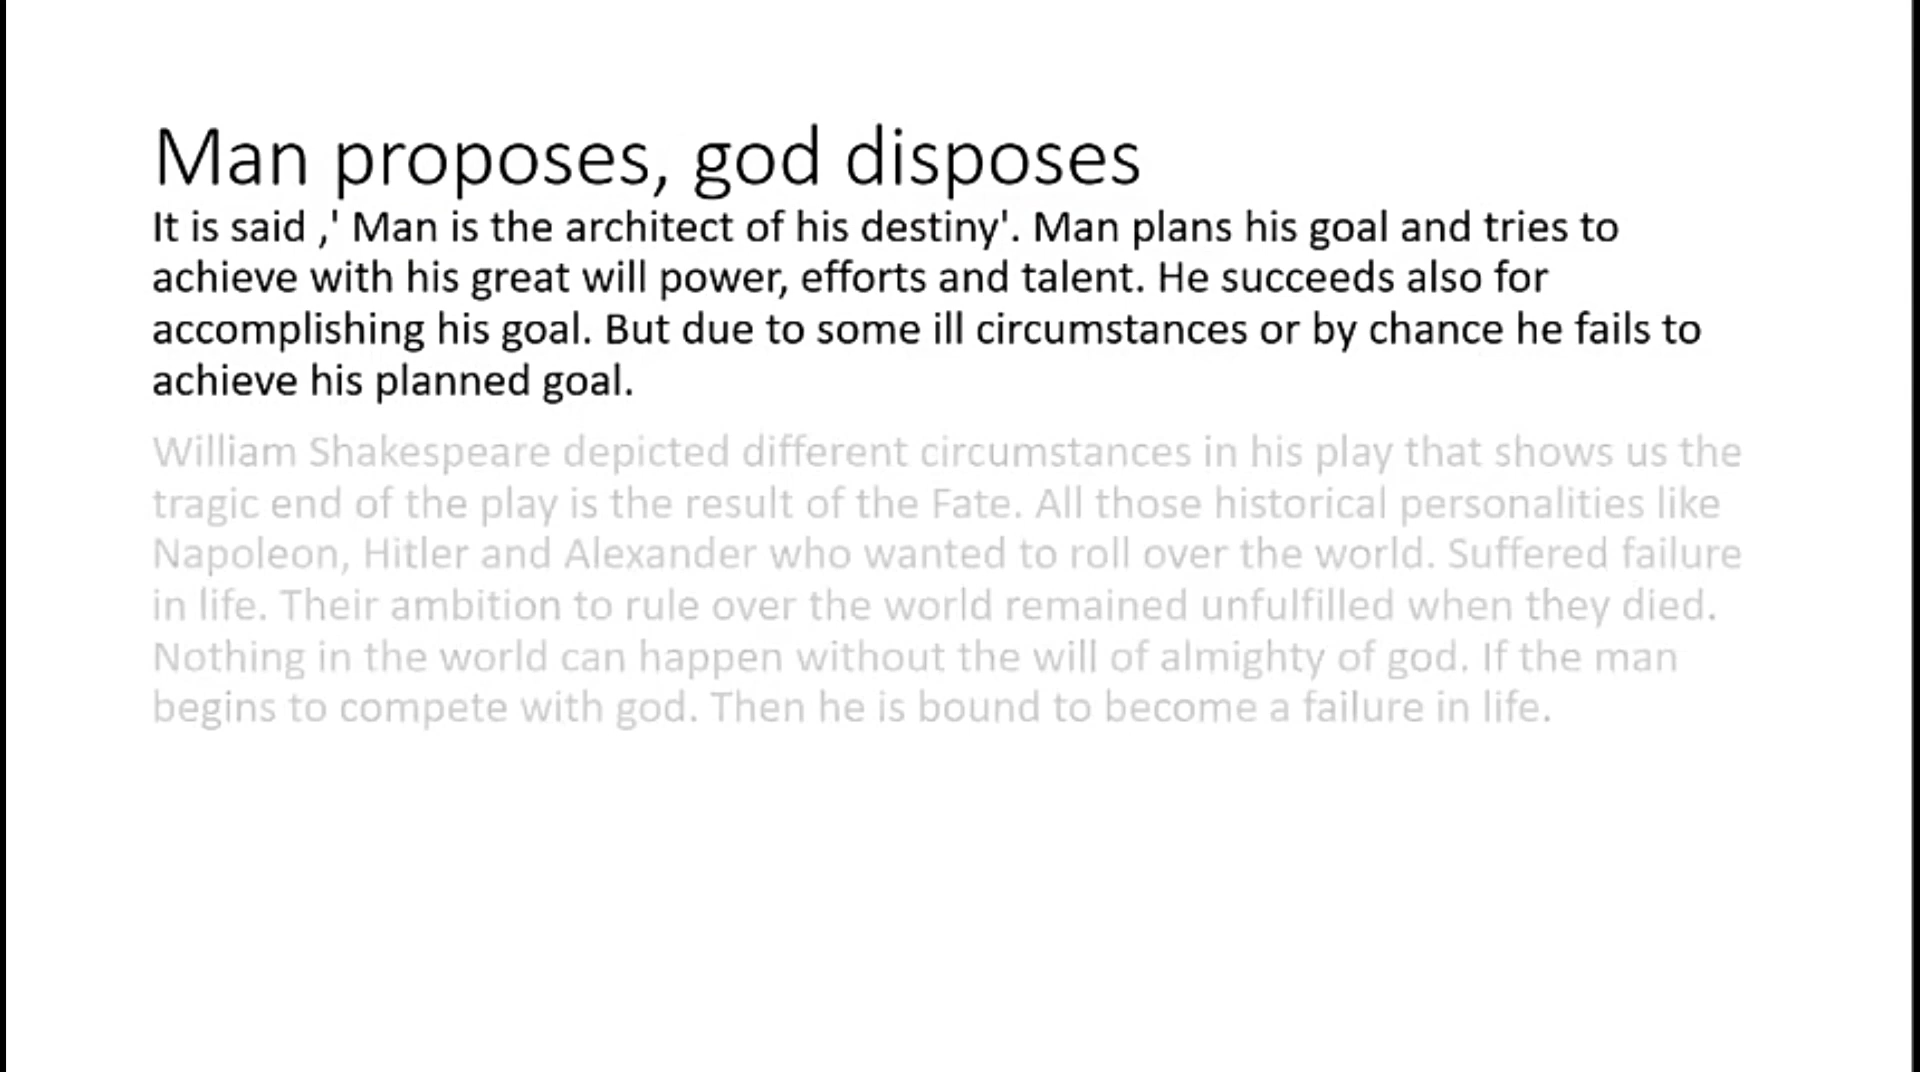 Man proposes, god disposes
It is said ,' Man is the architect of his destiny'. Man plans his goal and tries to
achieve with his great will power, efforts and talent. He succeeds also for
accomplishing his goal. But due to some ill circumstances or by chance he fails to
achieve his planned goal.
William Shakespeare depicted different circumstances in his play that shows us the
tragic end of the play is the result of the Fate. All those historical personalities like
Napoleon, Hitler and Alexander who wanted to roll over the world. Suffered failure
in life. Their ambition to rule over the world remained unfulfilled when they died.
Nothing in the world can happen without the will of almighty of god. If the man
begins to compete with god. Then he is bound to become a failure in life.